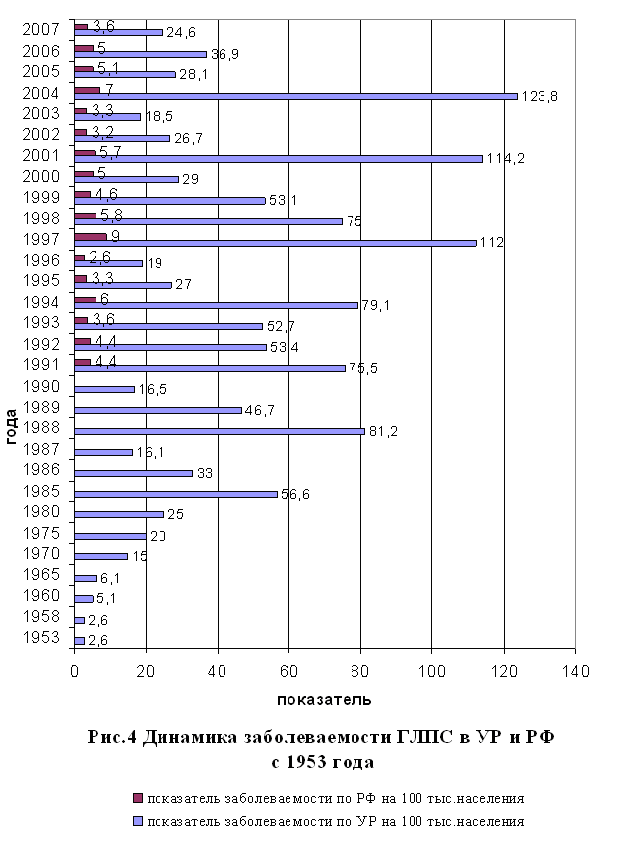 2007 3,6 24,6
2006 5 36,9
2005 5,1 28,1
2004 7 123,8
2003 3,3 18,5
2002 3,2 26,7
2001 5,7 114,2
2000 5 29
1999 4,6 53,1
1998 5,8 75
1997 9 112
1996 2,6 19
1995 3,3 27
1994 6 79,1
1993 3,6 52,7
1992 4,4 53,4
1991 4,4 75,5
1990 16,5
1989 46,7
1988 81,2
1987 16,1
1986 33
1985 56,6
1980 25
1975 20
1970 15
1965 6,1
1960 5,1
1958 2,6
1953 2,6
года
0 20 40 60 80 100 120 140
показатель
Рис.4 Динамика заболеваемости ГЛПС в УР и РФ
с 1953 года
показатель заболеваемости по РФ на 100 тыс.населения
показатель заболеваемости по УР на 100 тыс.населения